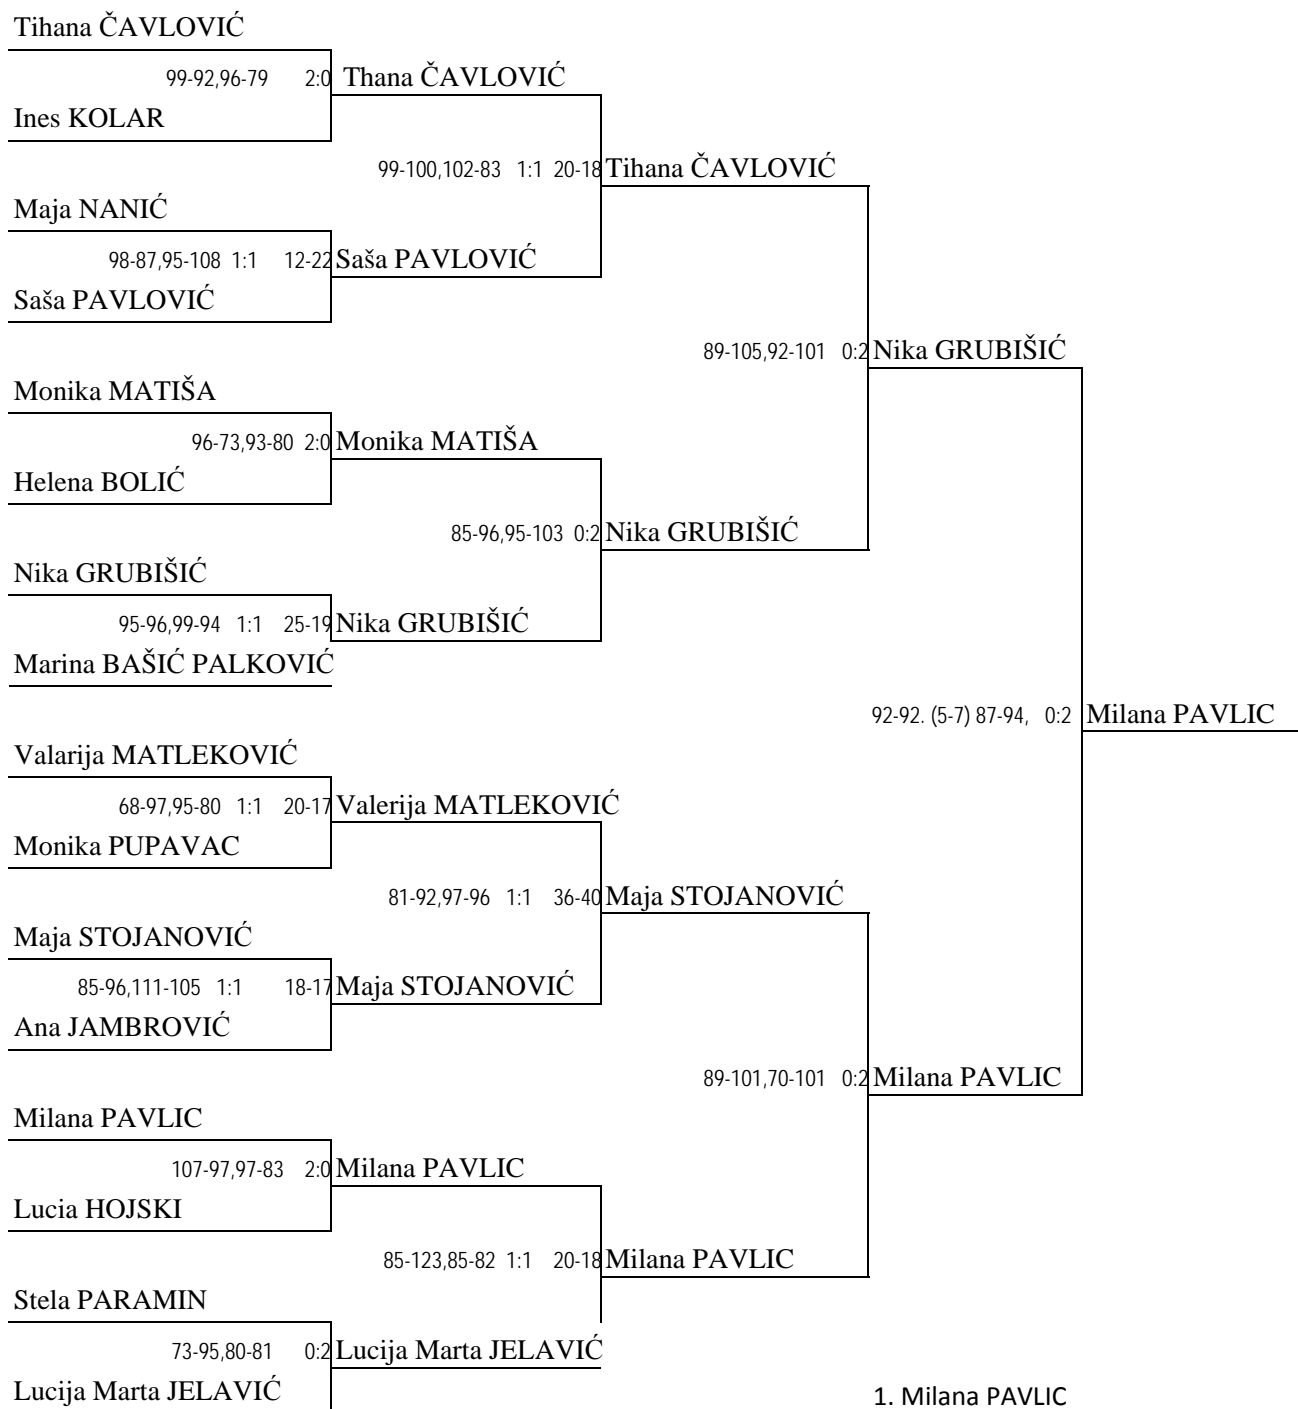 Tihana ČAVLOVIĆ
99-92,96-79 2:0 Thana ČAVLOVIĆ
Ines KOLAR
99-100,102-83 1:1 20-18 Tihana ČAVLOVIĆ
Maja NANIĆ
98-87,95-108 1:1 12-22 Saša PAVLOVIĆ
Saša PAVLOVIĆ
89-105,92-101 0:2 Nika GRUBIŠIĆ
Monika MATIŠA
96-73,93-80 2:0 Monika MATIŠA
Helena BOLIĆ
85-96,95-103 0:2 Nika GRUBIŠIĆ
Nika GRUBIŠIĆ
95-96,99-94 1:1 25-19 Nika GRUBIŠIĆ
Marina BAŠIĆ PALKOVIĆ
92-92. (5-7) 87-94, 0:2 Milana PAVLIC
Valarija MATLEKOVIĆ
68-97,95-80 1:1 20-17 Valerija MATLEKOVIĆ
Monika PUPAVAC
81-92,97-96 1:1 36-40 Maja STOJANOVIĆ
Maja STOJANOVIĆ
85-96,111-105 1:1 18-17 Maja STOJANOVIĆ
Ana JAMBROVIĆ
89-101,70-101 0:2 Milana PAVLIC
Milana PAVLIC
107-97,97-83 2:0 Milana PAVLIC
Lucia HOJSKI
85-123,85-82 1:1 20-18 Milana PAVLIC
Stela PARAMIN
73-95,80-81 0:2 Lucija Marta JELAVIĆ
Lucija Marta JELAVIĆ
1. Milana PAVLIC